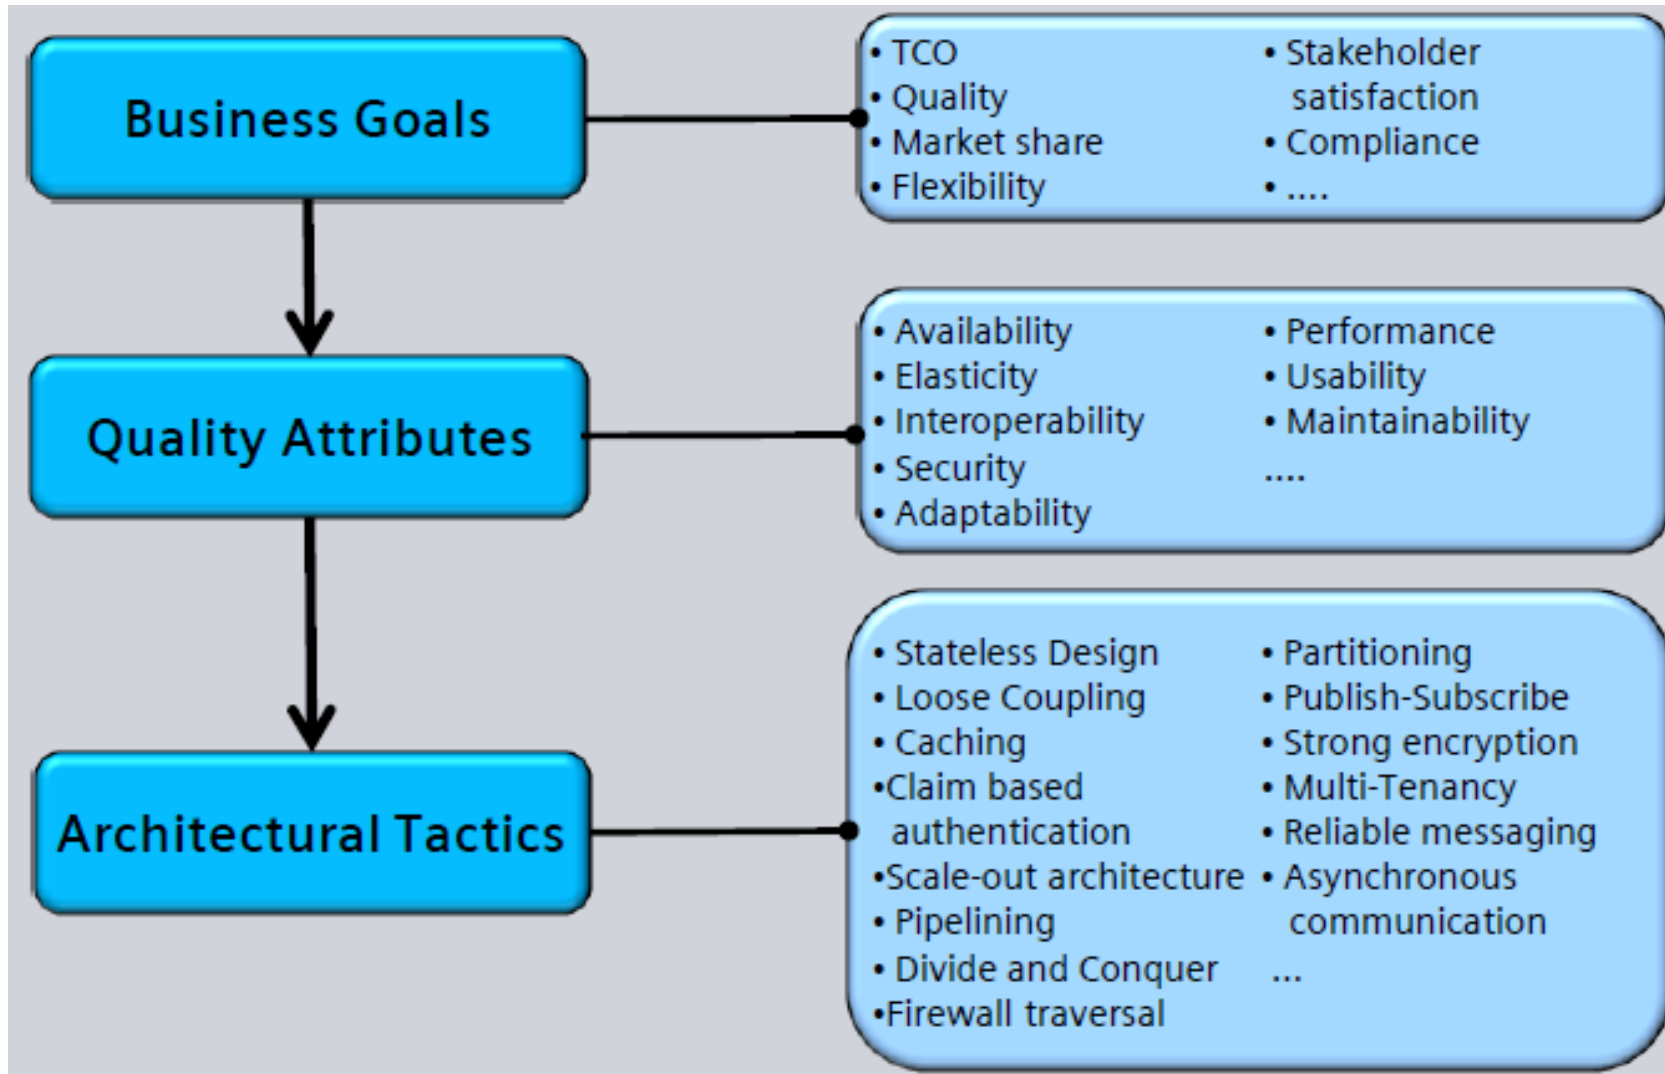 Business Goals
• TCO
• Quality
• Market share
• Flexibility
• Stakeholder
satisfaction
• Compliance
• ....
Quality Attributes
• Availability
• Elasticity
• Interoperability
• Security
• Adaptability
• Performance
• Usability
• Maintainability
....
Architectural Tactics
• Stateless Design
• Loose Coupling
• Caching
•Claim based
authentication
•Scale-out architecture
• Pipelining
• Divide and Conquer
•Firewall traversal
• Partitioning
• Publish-Subscribe
• Strong encryption
• Multi-Tenancy
• Reliable messaging
• Asynchronous
communication
...